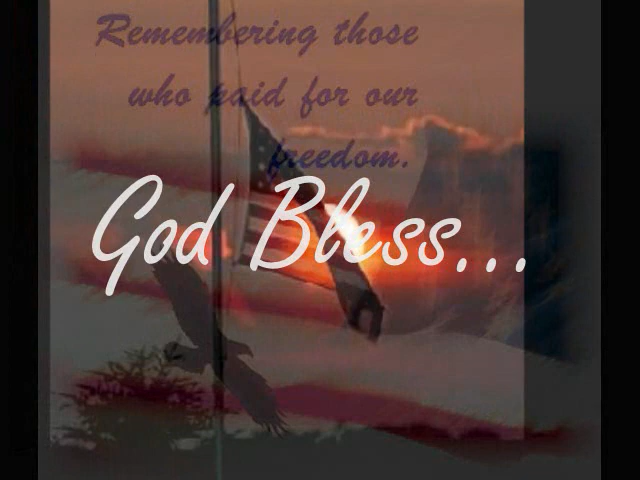 Remembering those
who paid for our
freedom.
God Bless...